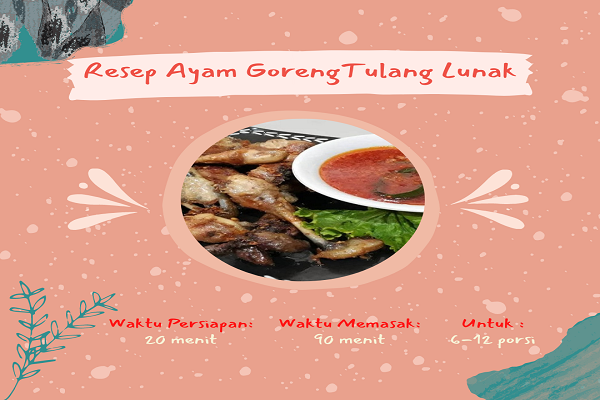 Resep Ayam GorengTulang Lunak
Waktu Persiapan:
20 menit
Waktu Memasak:
90 menit
Untuk :
6-12 porsi